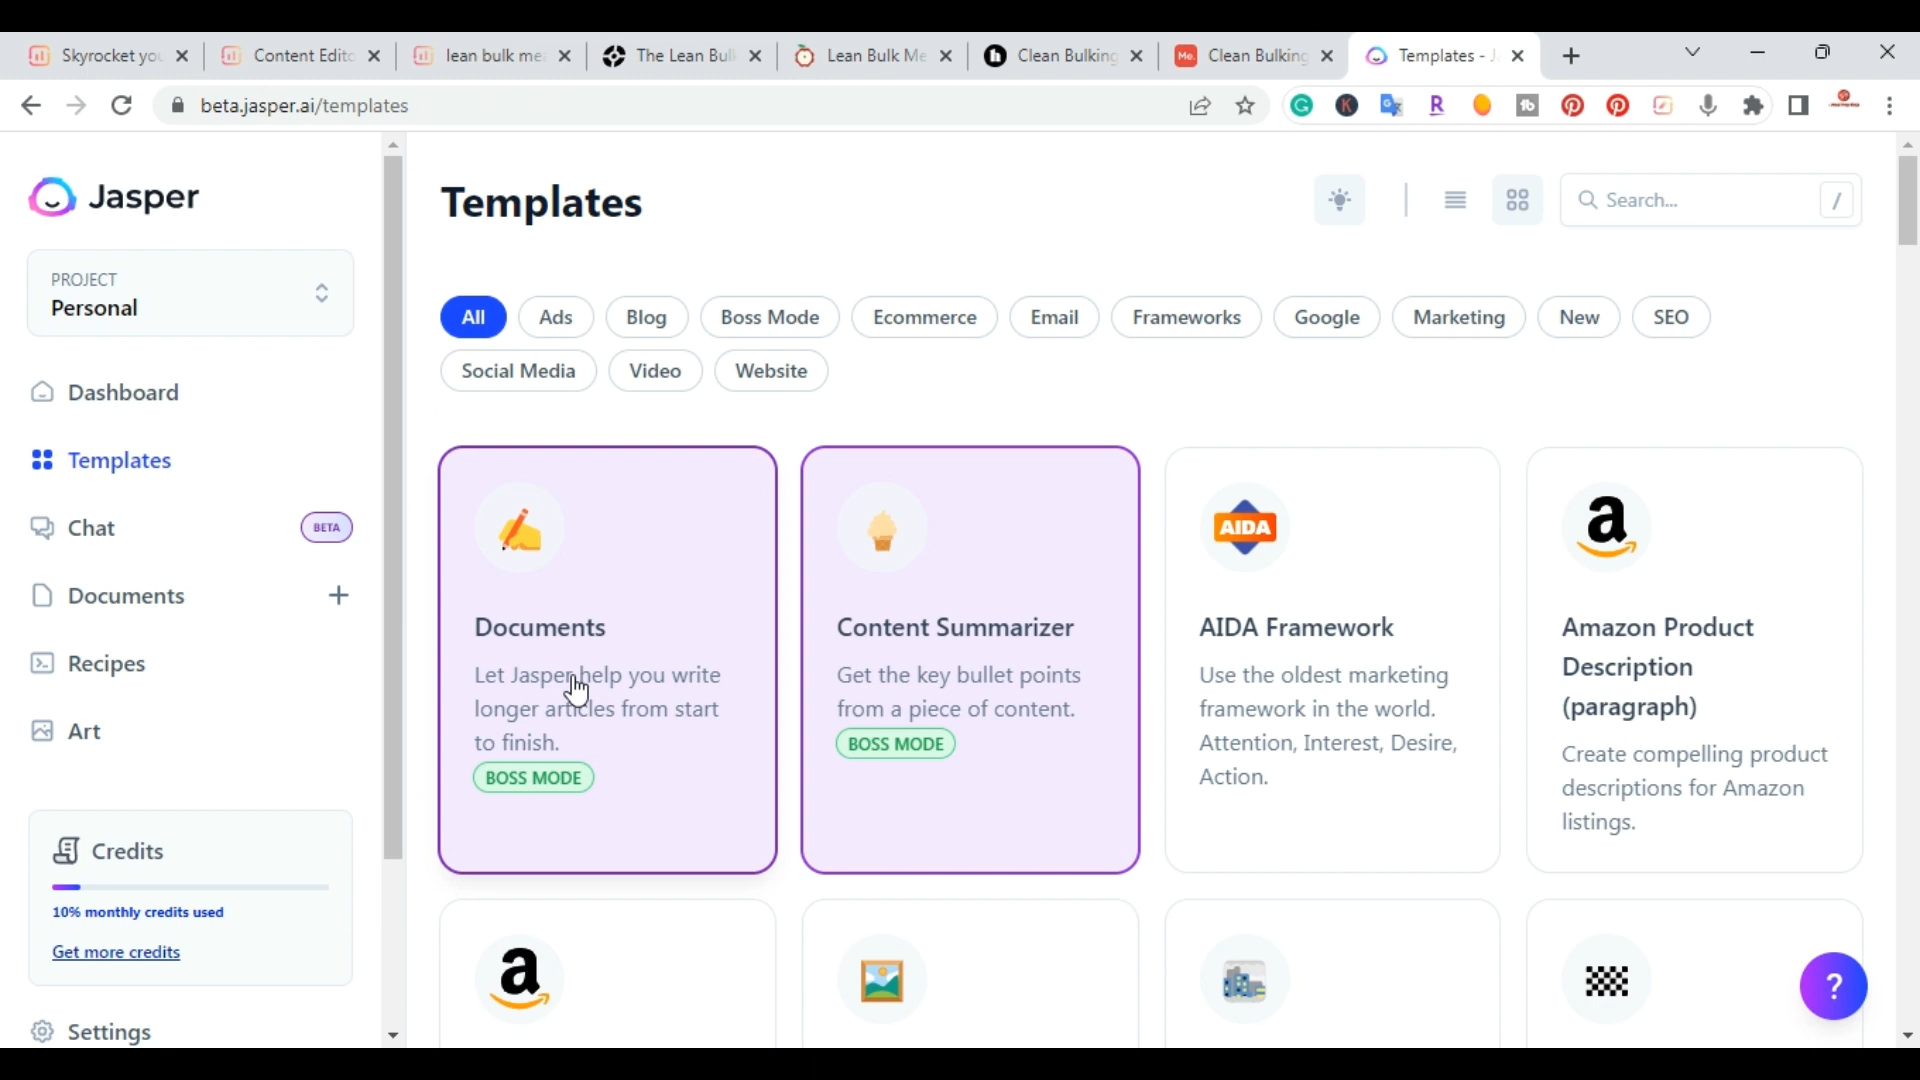 Skyrocket you
Content Edito
lean bulk me
The Lean Bul
Lean Bulk Me
Clean Bulking
Me.
Clean Bulking
Templates - J
beta.jasper.ai/templates
Jasper
Templates
Search...
/
PROJECT
Personal
All
Ads
Blog
Boss Mode
Ecommerce
Email
Frameworks
Google
Marketing
New
SEO
Social Media
Video
Website
Dashboard
Templates
Chat
BETA
Documents
Recipes
Art
Credits
10% monthly credits used
Get more credits
Settings
Documents
Let Jasper help you write
longer articles from start
to finish.
BOSS MODE
Content Summarizer
Get the key bullet points
from a piece of content.
BOSS MODE
AIDA
AIDA Framework
Use the oldest marketing
framework in the world.
Attention, Interest, Desire,
Action.
a
Amazon Product
Description
(paragraph)
Create compelling product
descriptions for Amazon
listings.
a
?